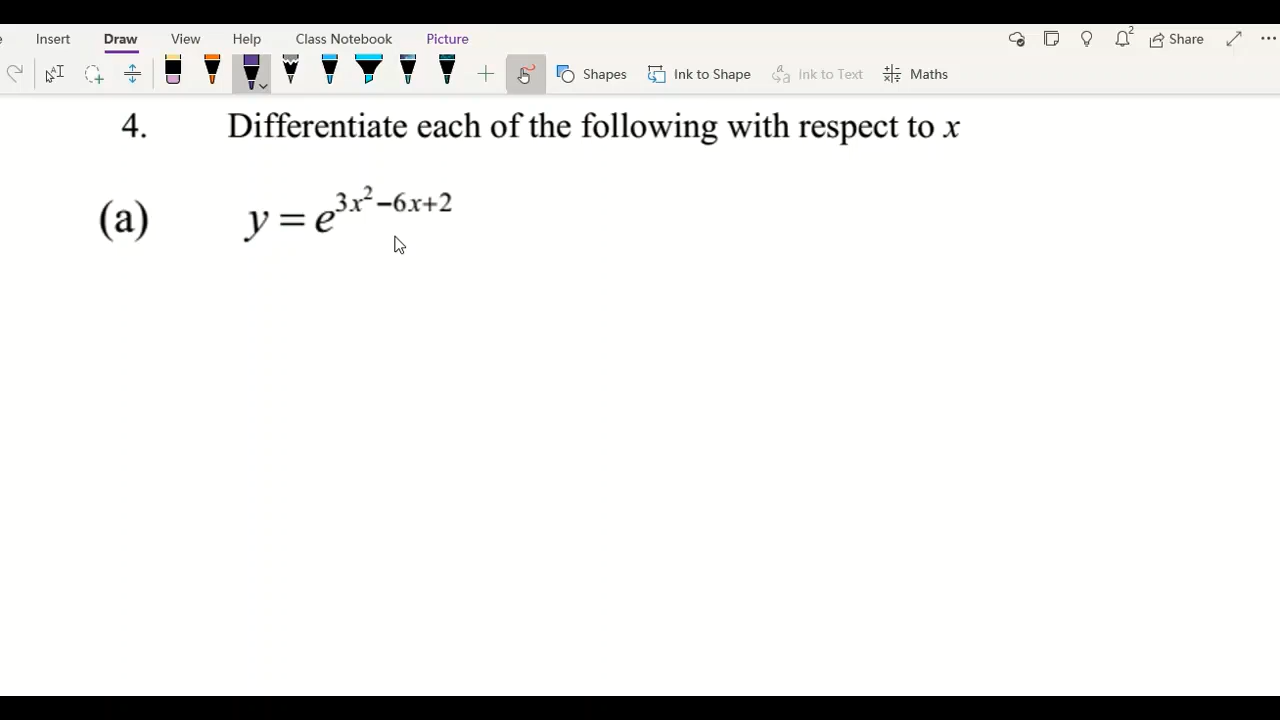 Insert Draw View Help Class Notebook Picture 2 Share
Shapes Ink to Shape Ink to Text Maths
4. Differentiate each of the following with respect to x
(a) y = e^{3x^2-6x+2}